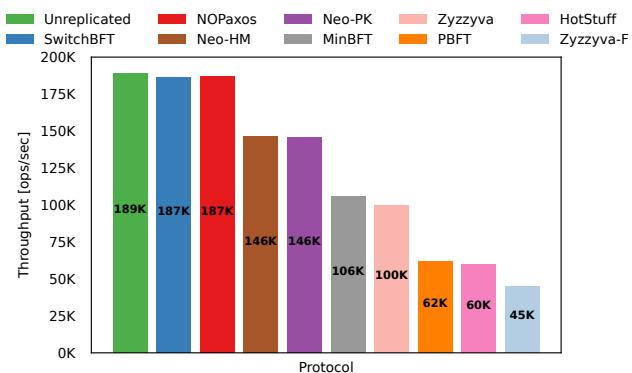 Unreplicated NOPaxos Neo-PK Zyzzyva HotStuff
SwitchBFT Neo-HM MinBFT PBFT Zyzzyva-F
200K
175K
150K
125K
100K
75K
50K
25K
0K
Throughput [ops/sec]
189K 187K 187K 146K 146K 106K 100K 62K 60K 45K
Protocol